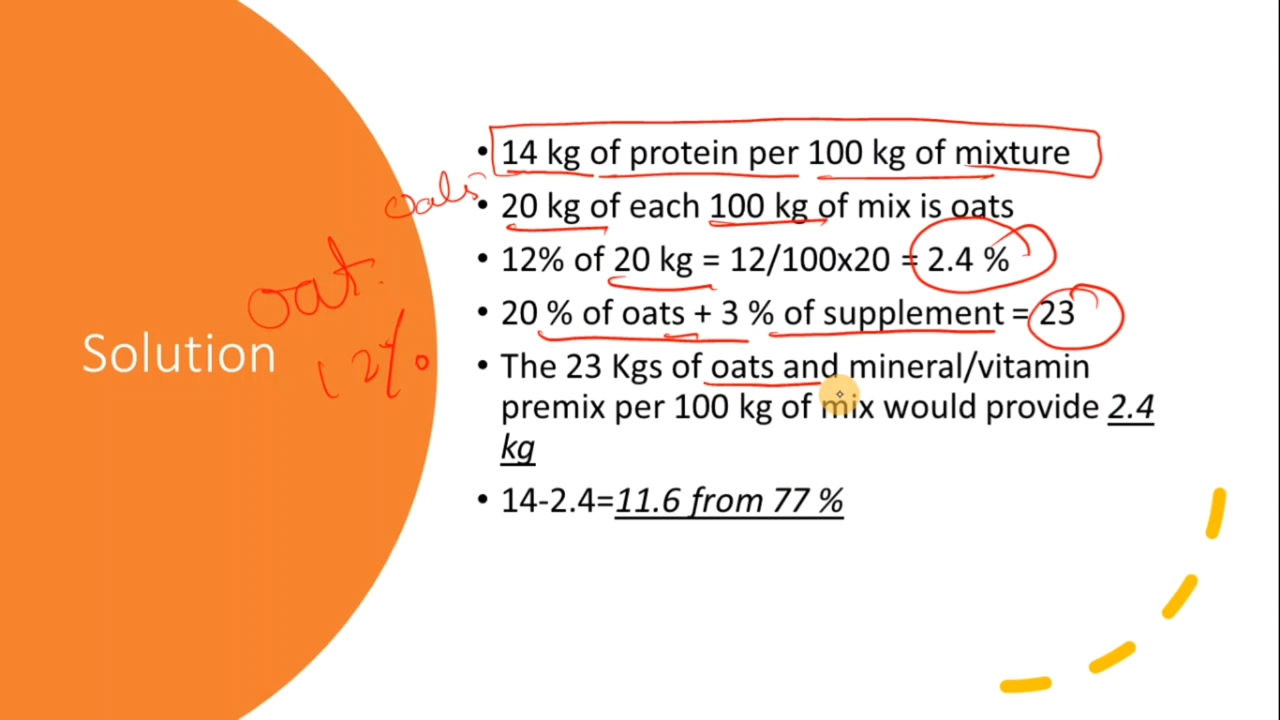 • 14 kg of protein per 100 kg of mixture
oats
• 20 kg of each 100 kg of mix is oats
• 12% of 20 kg = 12/100x20 = 2.4 %
oat.
• 20 % of oats + 3 % of supplement = 23
Solution
12%
• The 23 Kgs of oats and mineral/vitamin
premix per 100 kg of mix would provide 2.4
kg
• 14-2.4=11.6 from 77 %